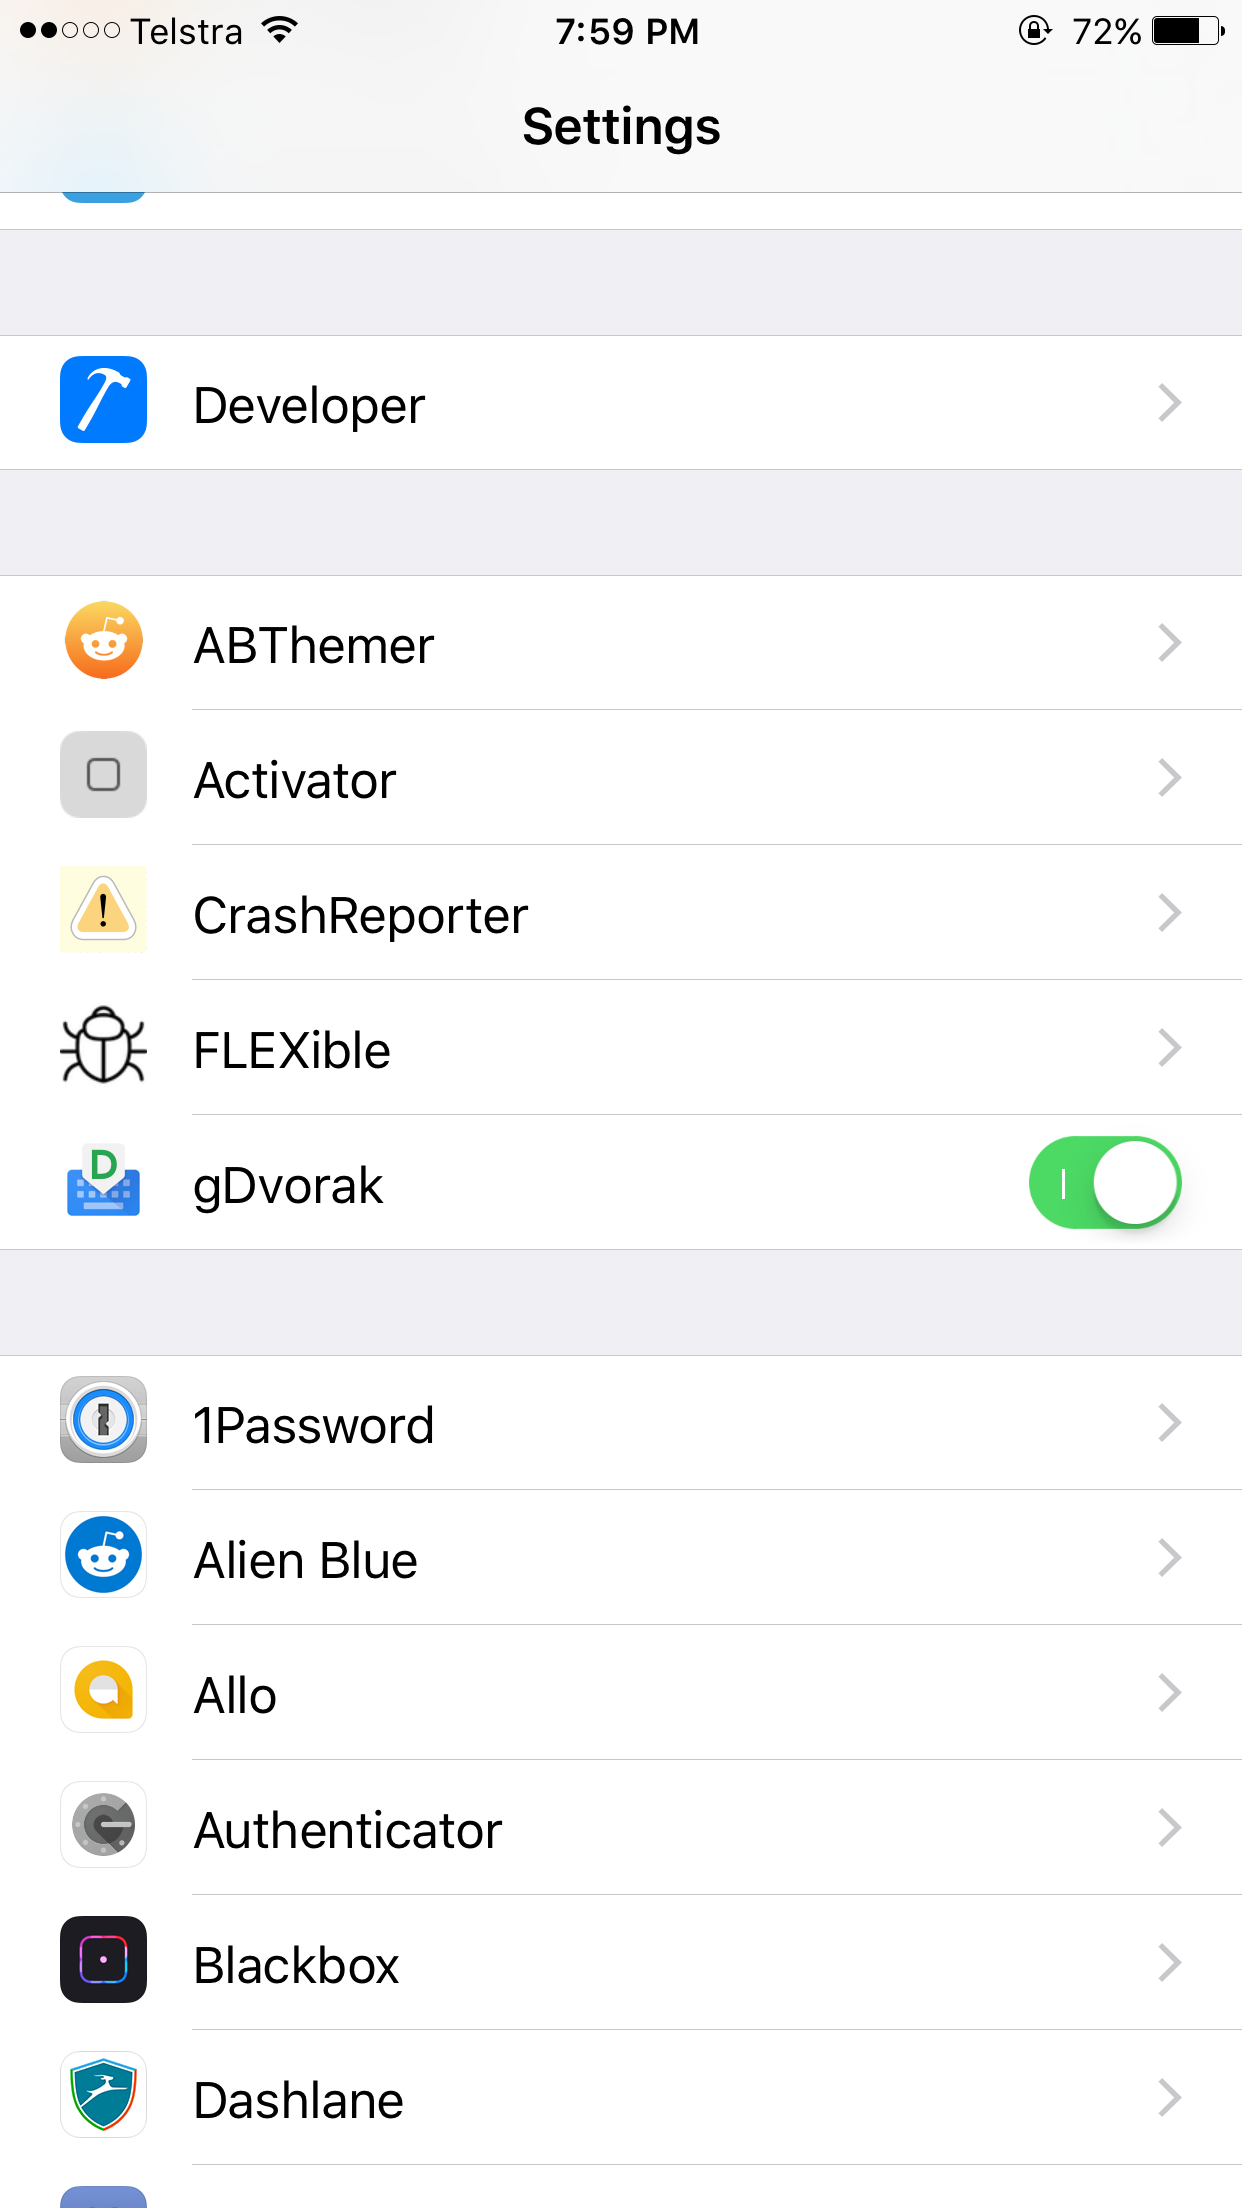 Telstra 7:59 PM 72%
Settings
Developer
ABThemer
Activator
CrashReporter
FLEXible
gDvorak
1Password
Alien Blue
Allo
Authenticator
Blackbox
Dashlane